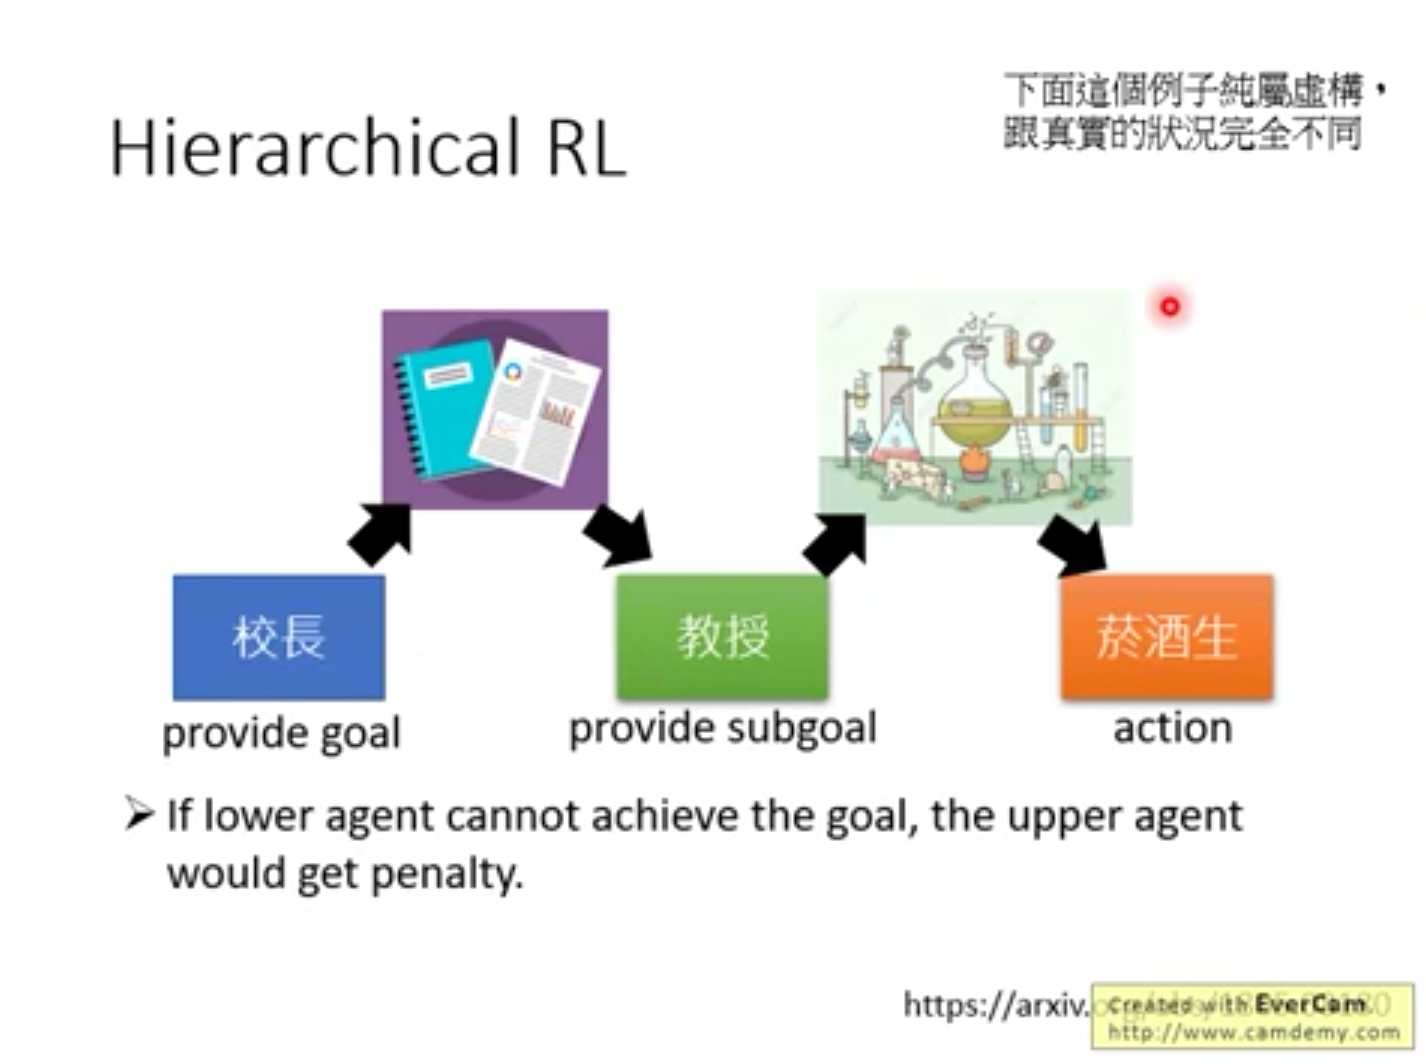 下面這個例子純屬虛構，
跟真實的狀況完全不同
Hierarchical RL
校長
教授
菸酒生
provide goal
provide subgoal
action
➢ If lower agent cannot achieve the goal, the upper agent
would get penalty.
https://arxiv.
Created with EverCam.
http://www.camdemy.com